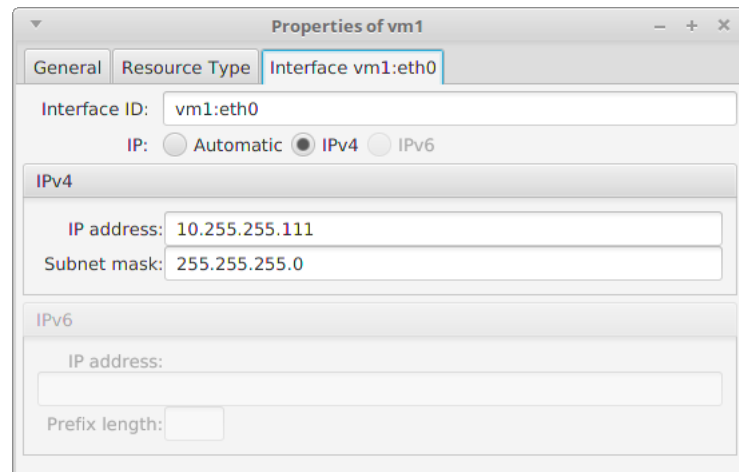 Properties of vm1
General Resource Type Interface vm1:eth0
Interface ID: vm1:eth0
IP: Automatic IPv4 IPv6
IPv4
IP address: 10.255.255.111
Subnet mask: 255.255.255.0
IPv6
IP address:
Prefix length: